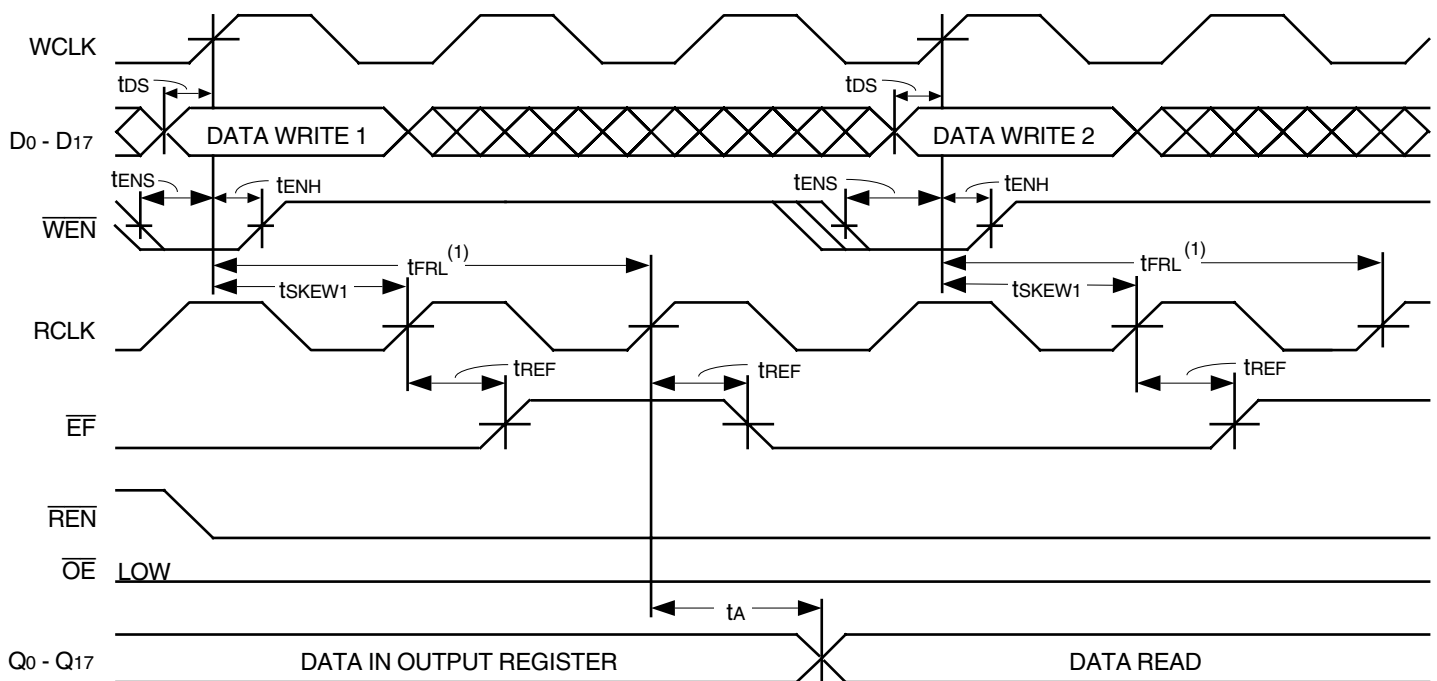 WCLK
tDS tDS
D0 - D17 DATA WRITE 1 DATA WRITE 2
tENS tENH tENS tENH
WEN
tFRL(1) tFRL(1)
tSKEW1 tSKEW1
RCLK
tREF tREF tREF
EF
REN
OE LOW
tA
Q0 - Q17 DATA IN OUTPUT REGISTER DATA READ